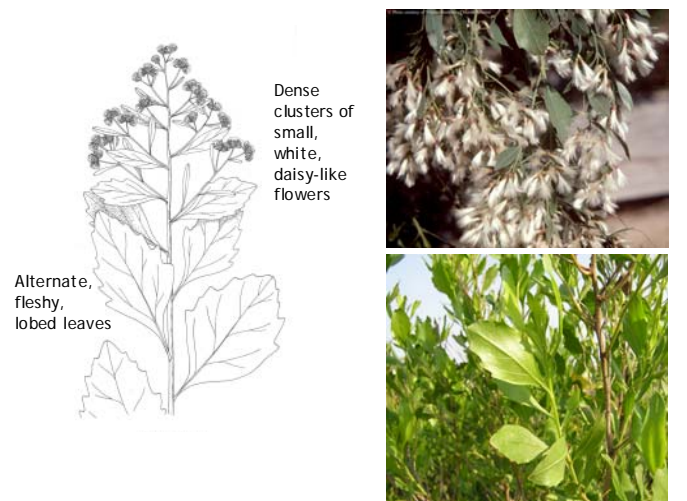 Dense
clusters of
small,
white,
daisy-like
flowers
Alternate,
fleshy,
lobed leaves